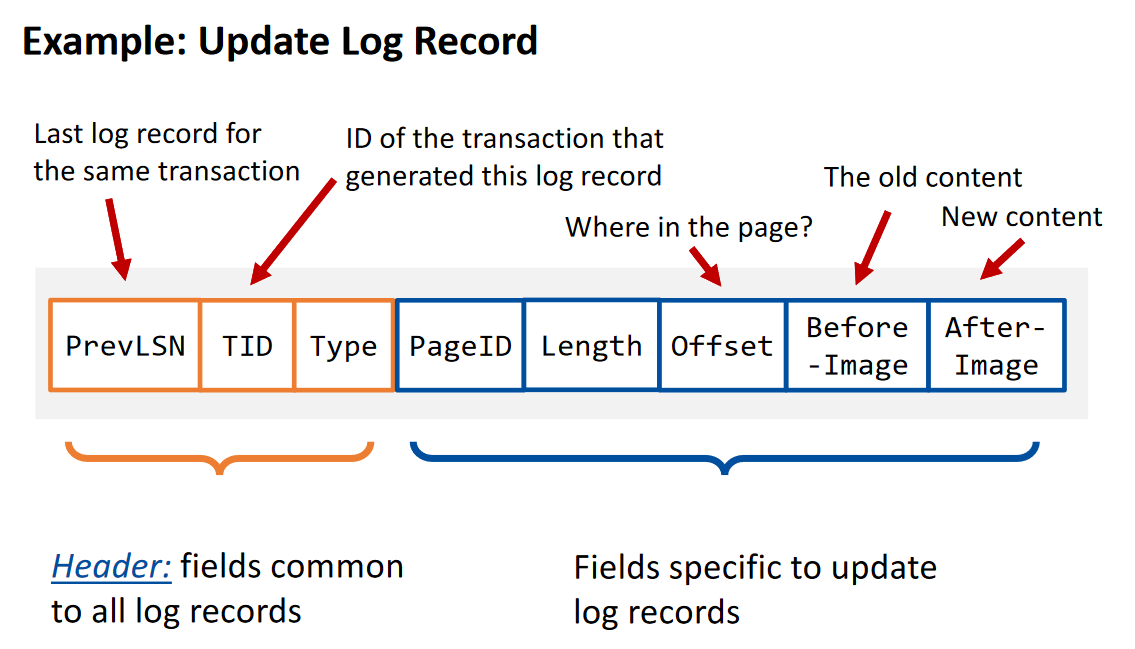 Example: Update Log Record
Last log record for
the same transaction
ID of the transaction that
generated this log record
Where in the page?
The old content
New content
PrevLSN
TID
Type
PageID
Length
Offset
Before
-Image
After-
Image
Header: fields common
to all log records
Fields specific to update
log records